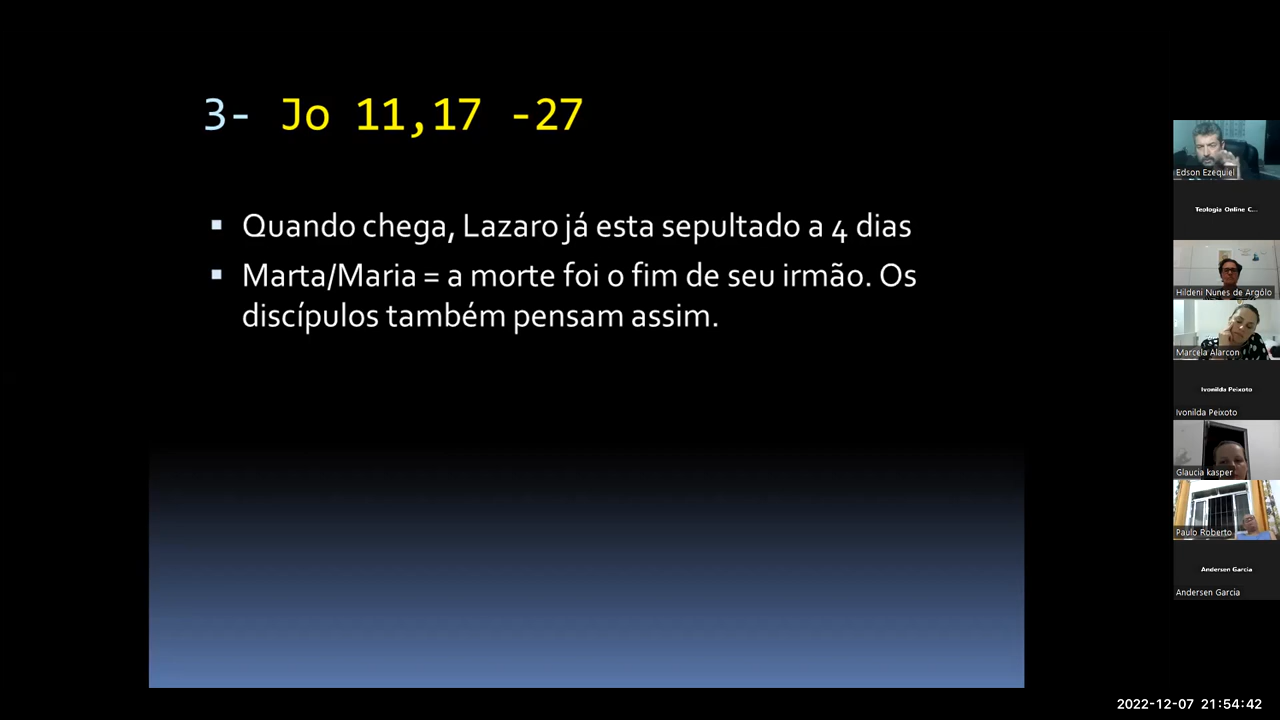 3- Jo 11,17 -27
▪ Quando chega, Lazaro já esta sepultado a 4 dias
▪ Marta/Maria = a morte foi o fim de seu irmão. Os
discípulos também pensam assim.
Edson Ezequiel
Teologia Online C...
Hildeni Nunes de Argôlo
Marcela Alarcon
Ivonilda Peixoto
Ivonilda Peixoto
Glaucia kasper
Paulo Roberto
Andersen Garcia
Andersen Garcia
2022-12-07 21:54:42